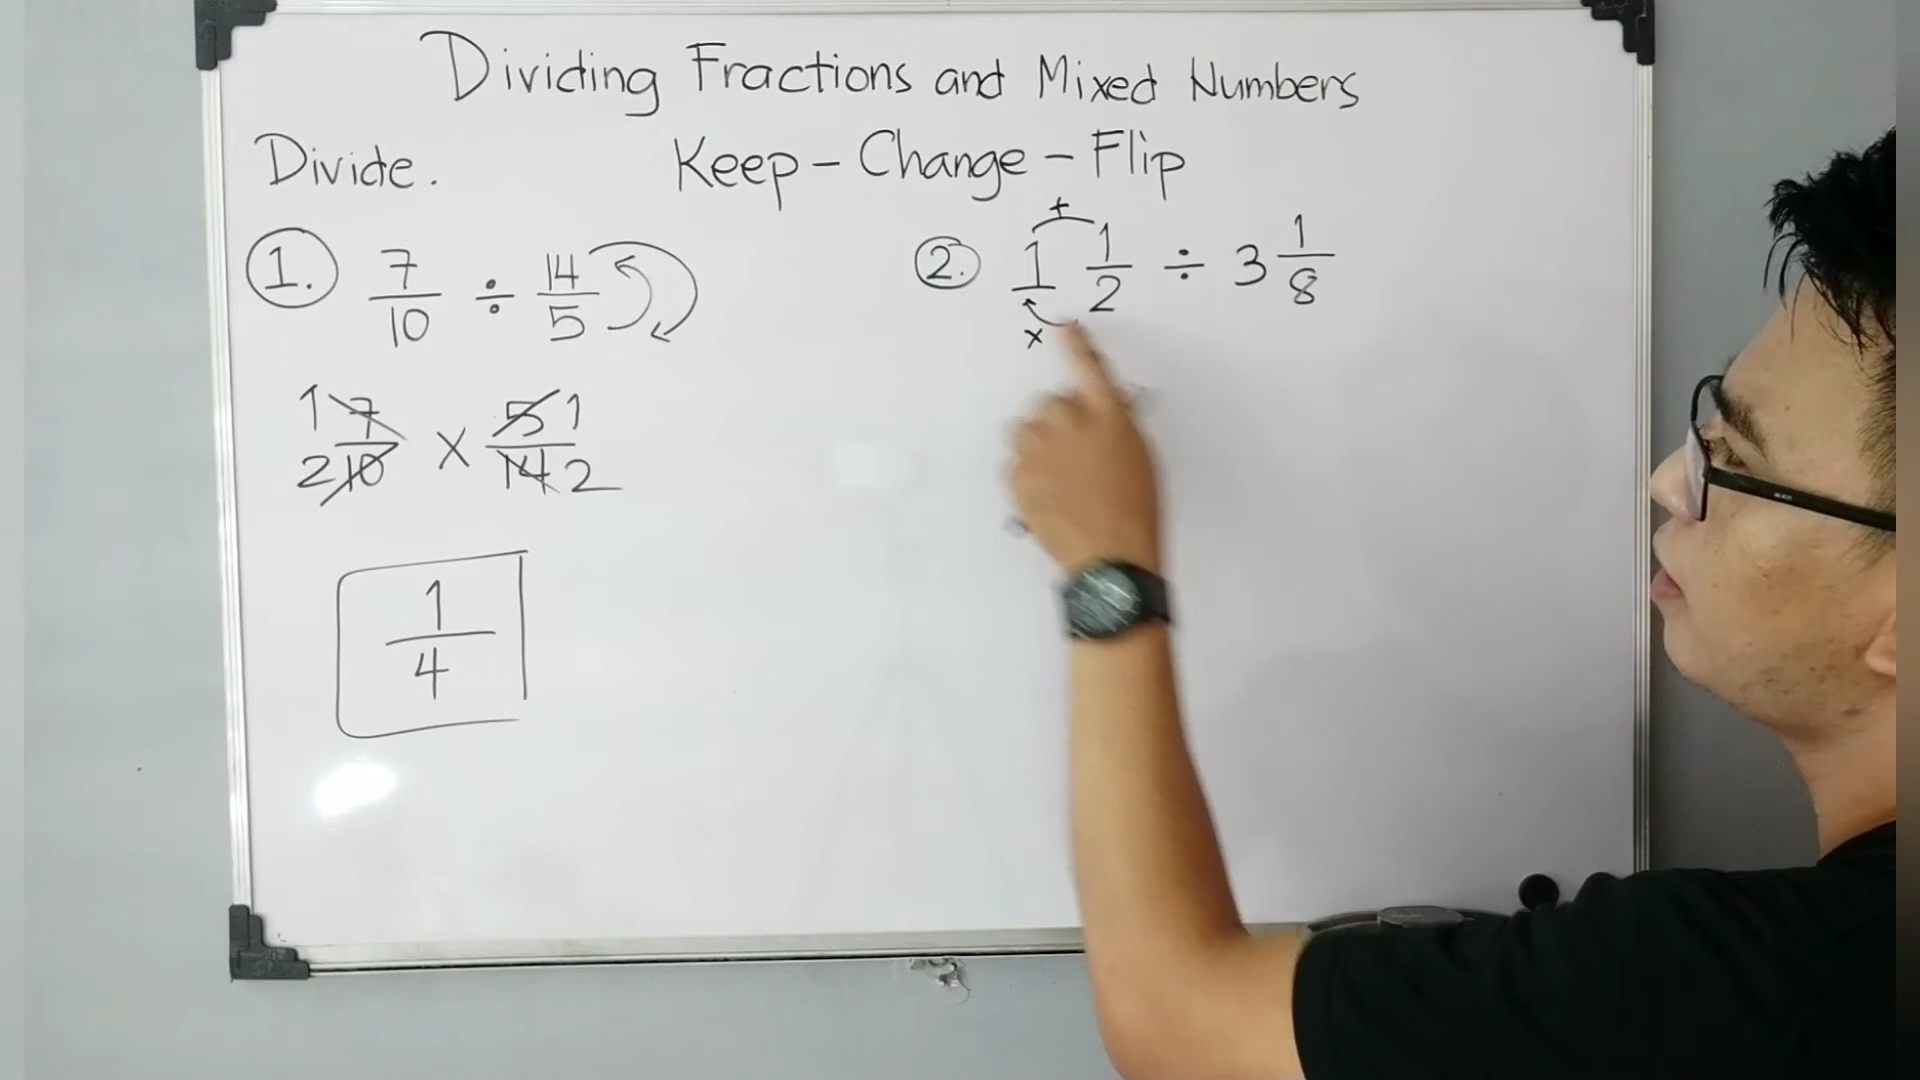 Dividing Fractions and Mixed Numbers
Divide. Keep - Change - Flip
1. 7/10 ÷ 14/5
2. 1 1/2 ÷ 3 1/8
+
x
1 7/2 10 x 5 1/14 2
1/4